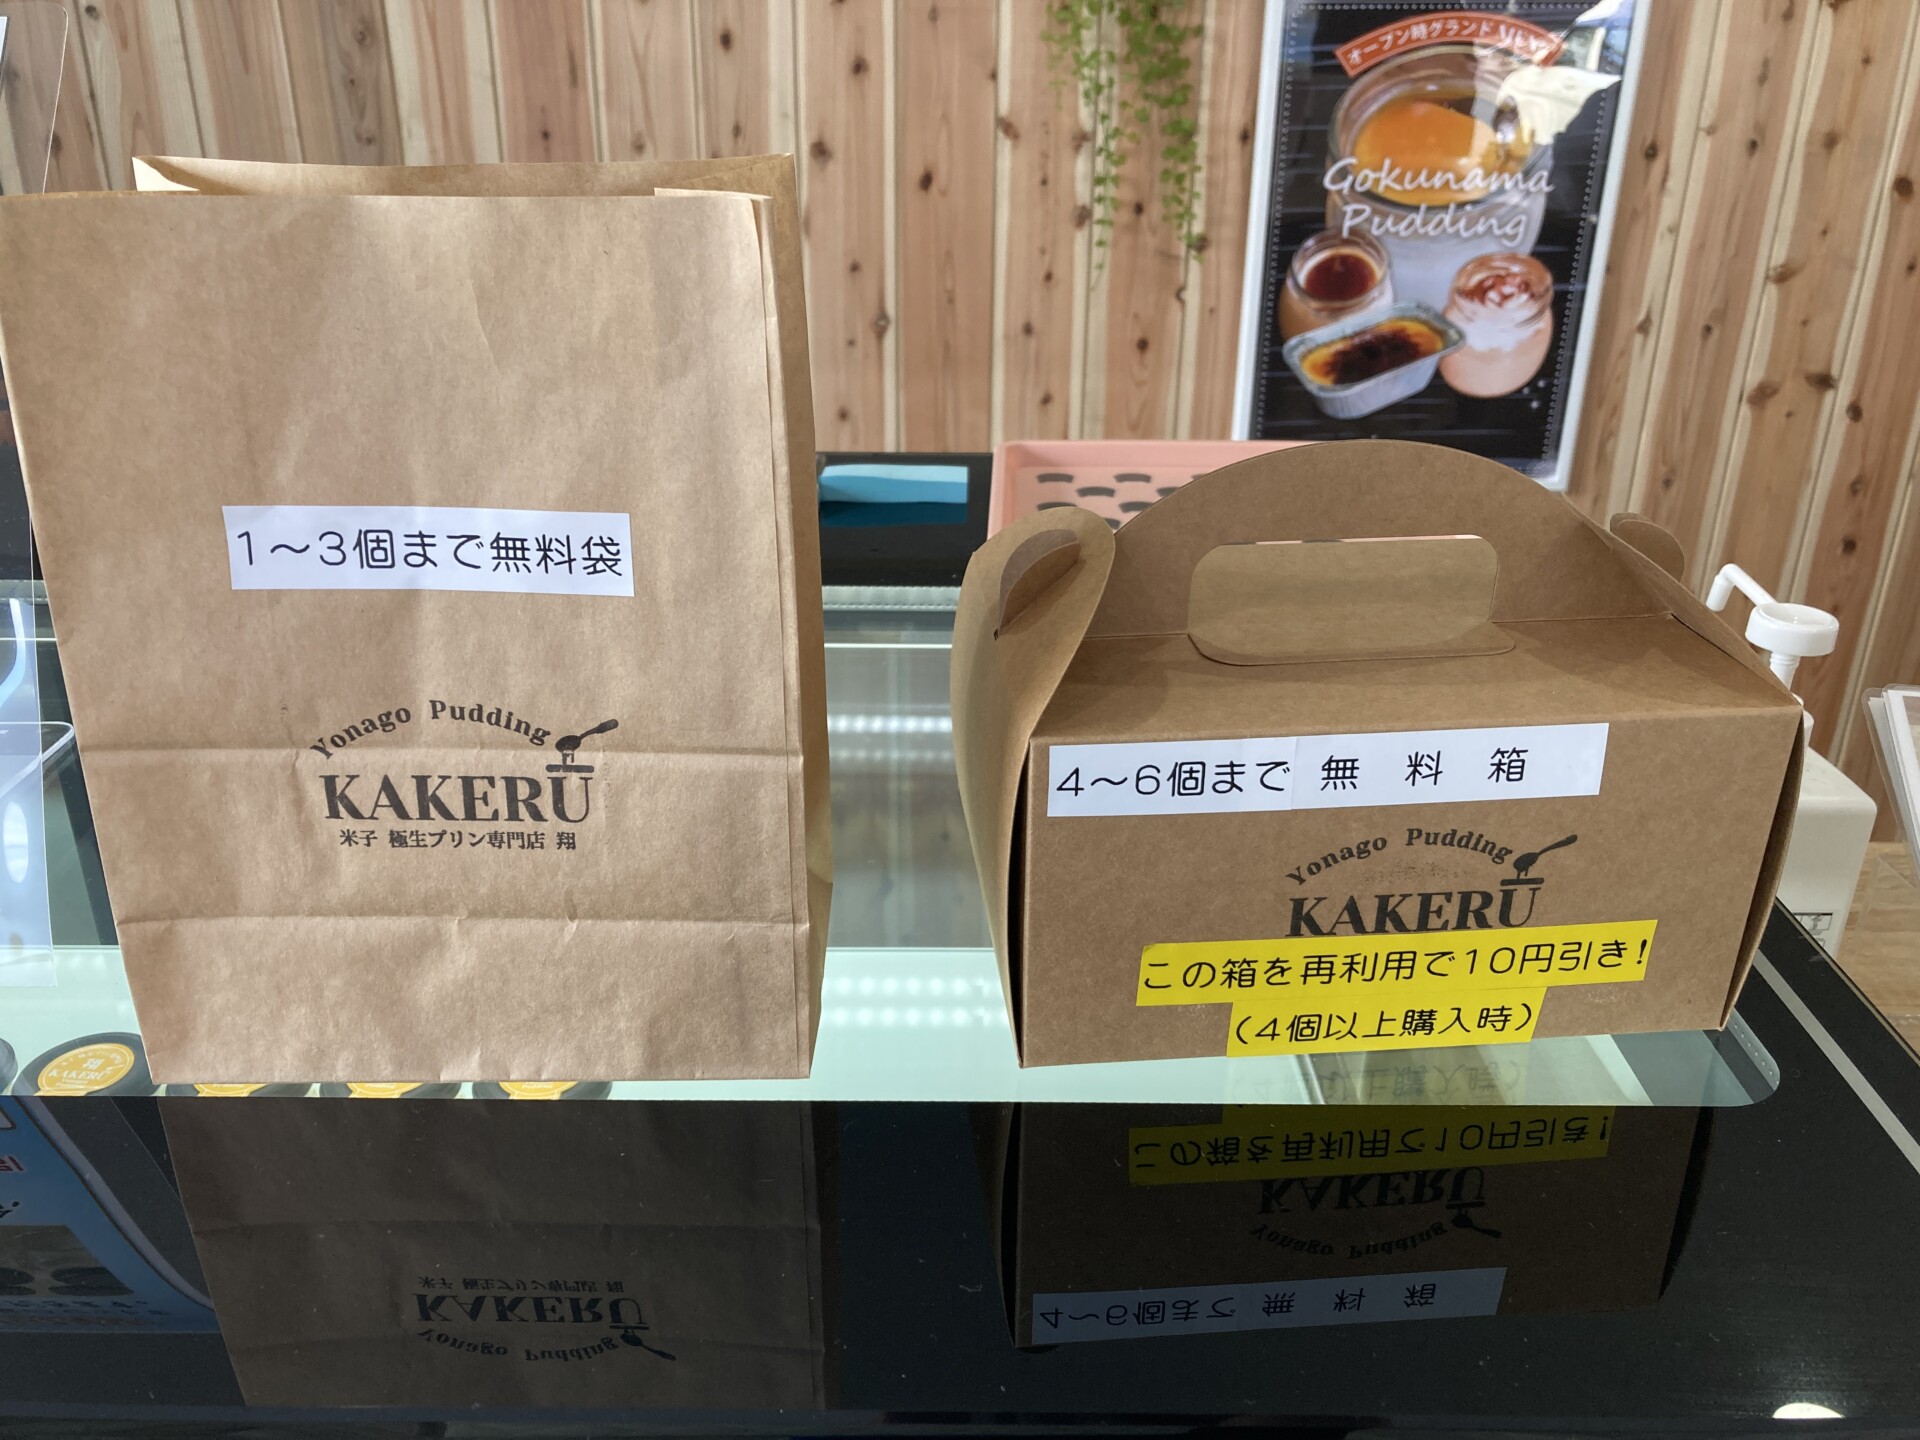 オープン時グランド
Gokunama
Pudding
1～3個まで無料袋
Yonago Pudding
KAKERU
米子 極生プリン専門店 翔
4～6個まで 無 料 箱
Yonago Pudding
KAKERU
この箱を再利用で10円引き!
(4個以上購入時)
翔
KAKERU